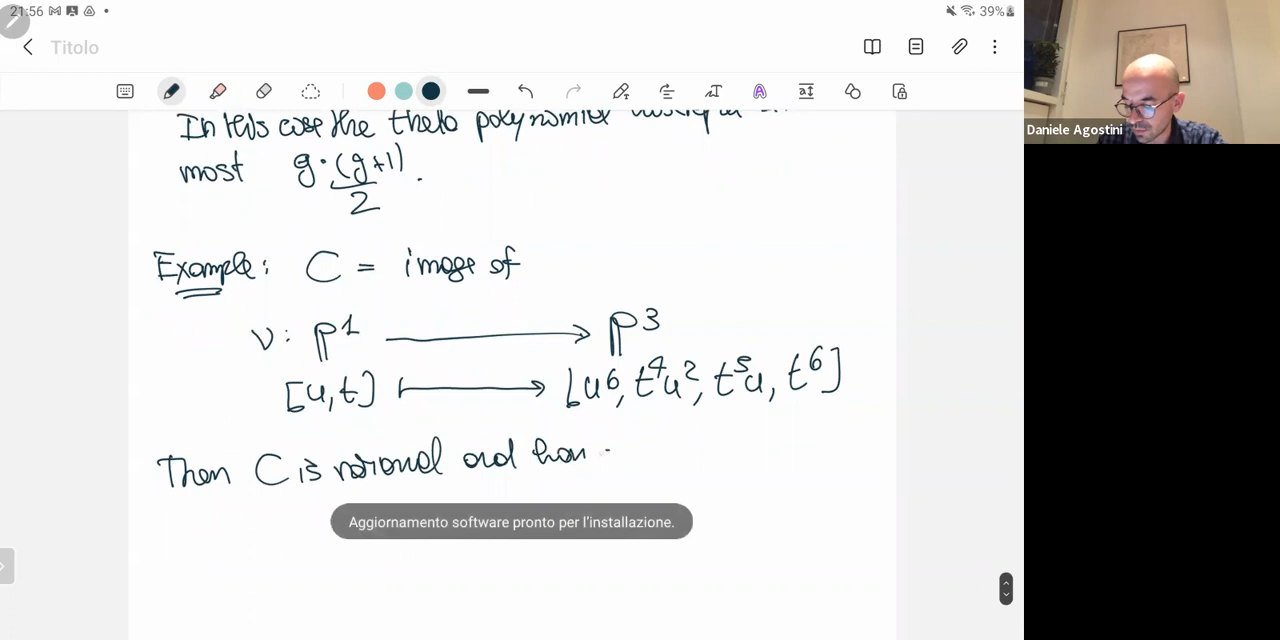 21:56
39%
Titolo
In this case the theta polynomial
most g·(g+1)/2.
Example: C = image of
ν: P¹ → P³
[u,t] ↦ [u⁶, t⁴u², t⁵u, t⁶]
Daniele Agostini
Then C is rational and
Aggiornamento software pronto per l'installazione.